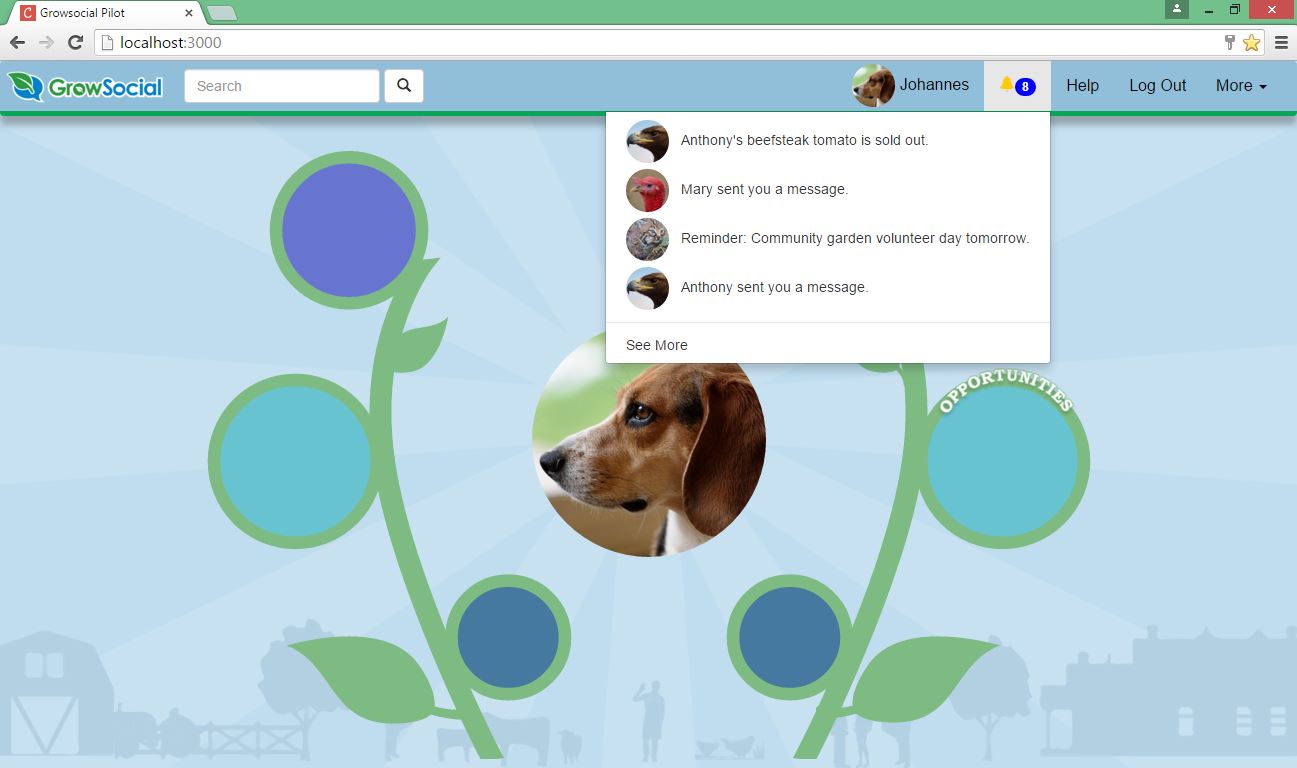 Growsocial Pilot
localhost:3000
GrowSocial
Search
Johannes
8
Help
Log Out
More
Anthony's beefsteak tomato is sold out.
Mary sent you a message.
Reminder: Community garden volunteer day tomorrow.
Anthony sent you a message.
See More
OPPORTUNITIES